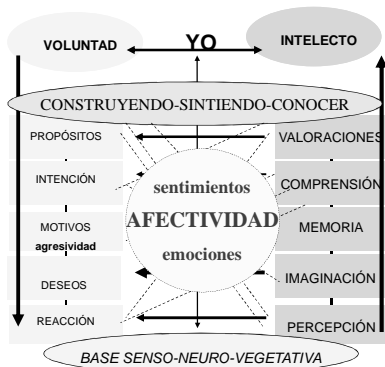 VOLUNTAD
YO
INTELECTO
CONSTRUYENDO-SINTIENDO-CONOCER
PROPÓSITOS
VALORACIONES
INTENCIÓN
COMPRENSIÓN
sentimientos
MOTIVOS
agresividad
AFECTIVIDAD
MEMORIA
emociones
DESEOS
IMAGINACIÓN
REACCIÓN
PERCEPCIÓN
BASE SENSO-NEURO-VEGETATIVA